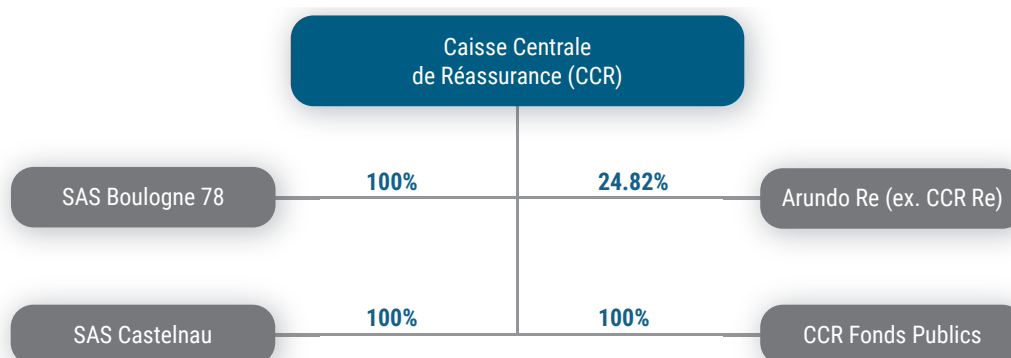 Caisse Centrale
de Réassurance (CCR)
100%
24.82%
SAS Boulogne 78
Arundo Re (ex. CCR Re)
100%
100%
SAS Castelnau
CCR Fonds Publics